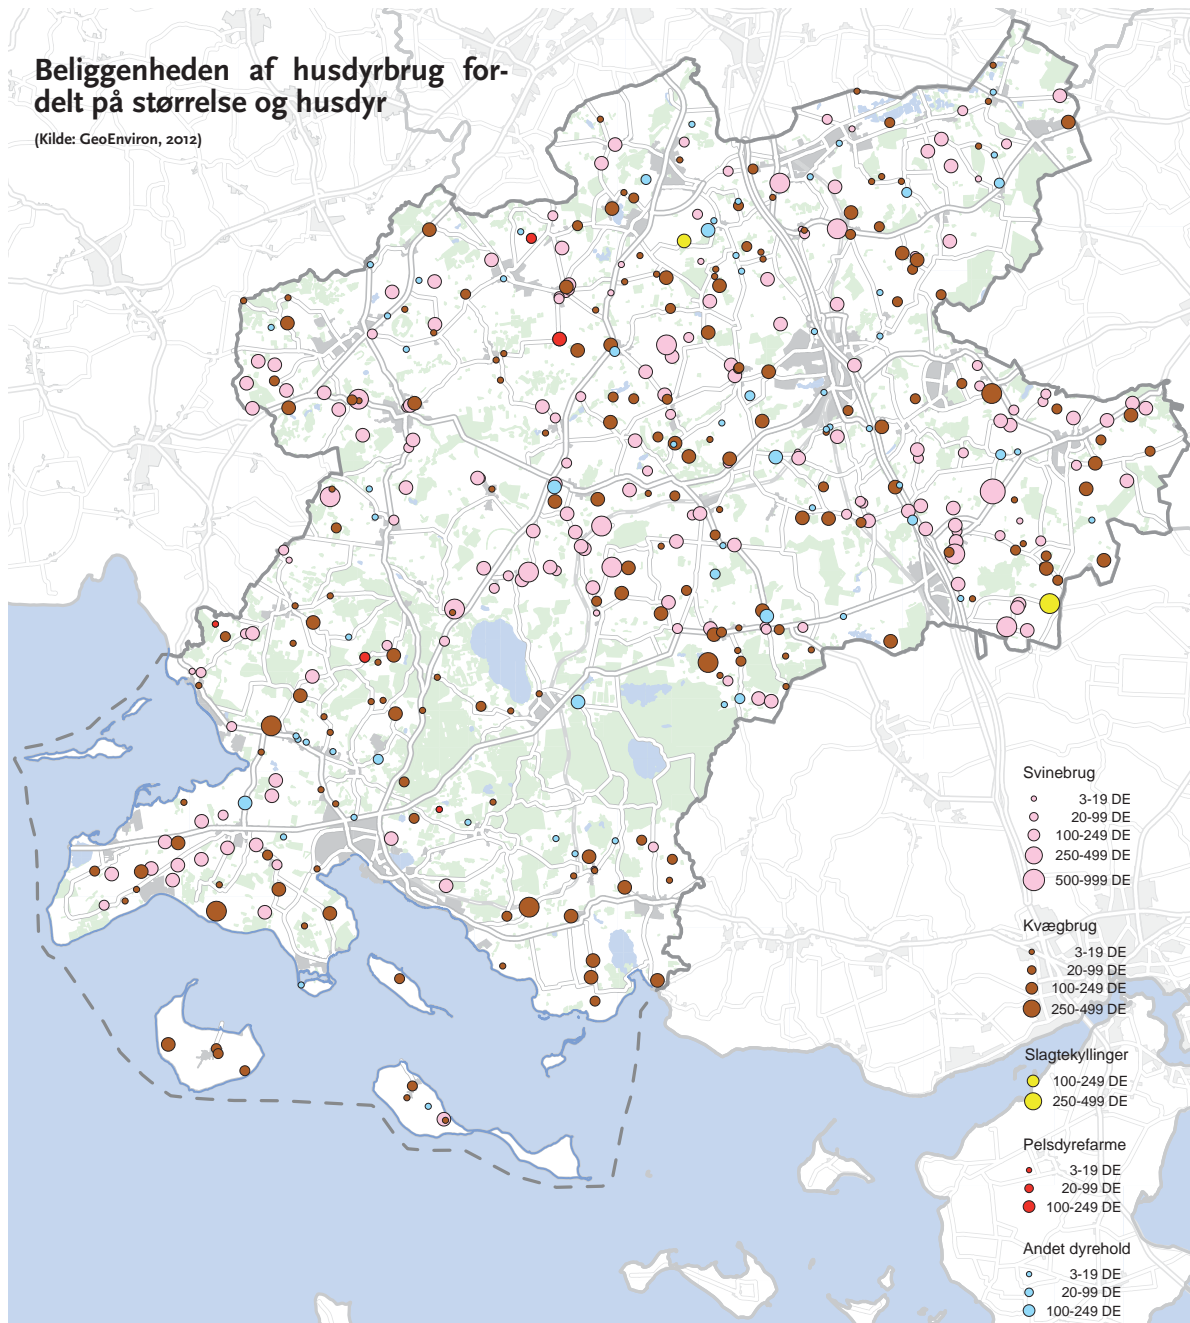 Beliggenheden af husdyrbrug for-
delt på størrelse og husdyr
(Kilde: GeoEnviron, 2012)
Svinebrug
3-19 DE
20-99 DE
100-249 DE
250-499 DE
500-999 DE
Kvægbrug
3-19 DE
20-99 DE
100-249 DE
250-499 DE
Slagtekyllinger
100-249 DE
250-499 DE
Pelsdyrefarme
3-19 DE
20-99 DE
100-249 DE
Andet dyrehold
3-19 DE
20-99 DE
100-249 DE